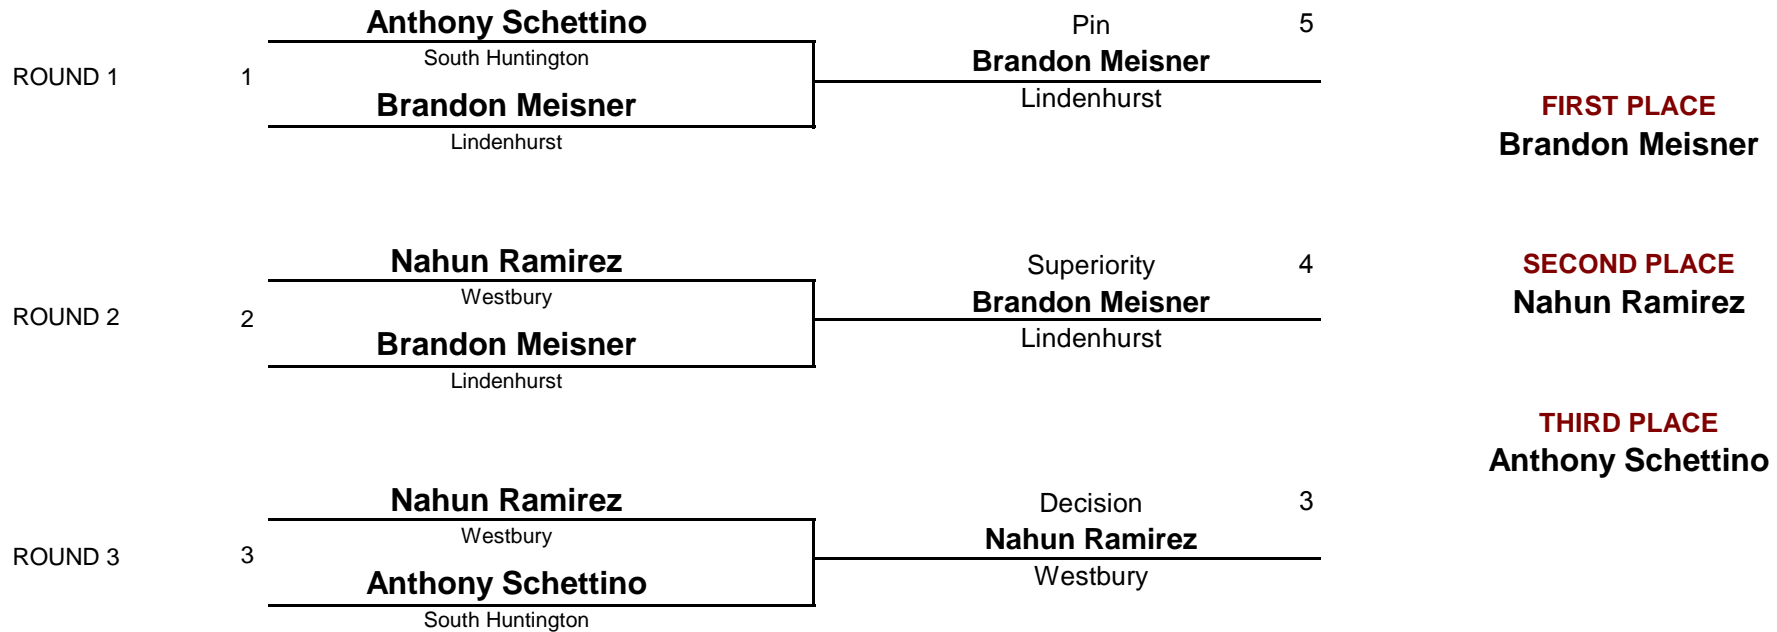 Anthony Schettino
South Huntington
ROUND 1
1
Brandon Meisner
Lindenhurst
Pin
5
Brandon Meisner
Lindenhurst
FIRST PLACE
Brandon Meisner
Nahun Ramirez
Westbury
ROUND 2
2
Brandon Meisner
Lindenhurst
Superiority
4
Brandon Meisner
Lindenhurst
SECOND PLACE
Nahun Ramirez
THIRD PLACE
Anthony Schettino
Nahun Ramirez
Westbury
ROUND 3
3
Anthony Schettino
South Huntington
Decision
3
Nahun Ramirez
Westbury